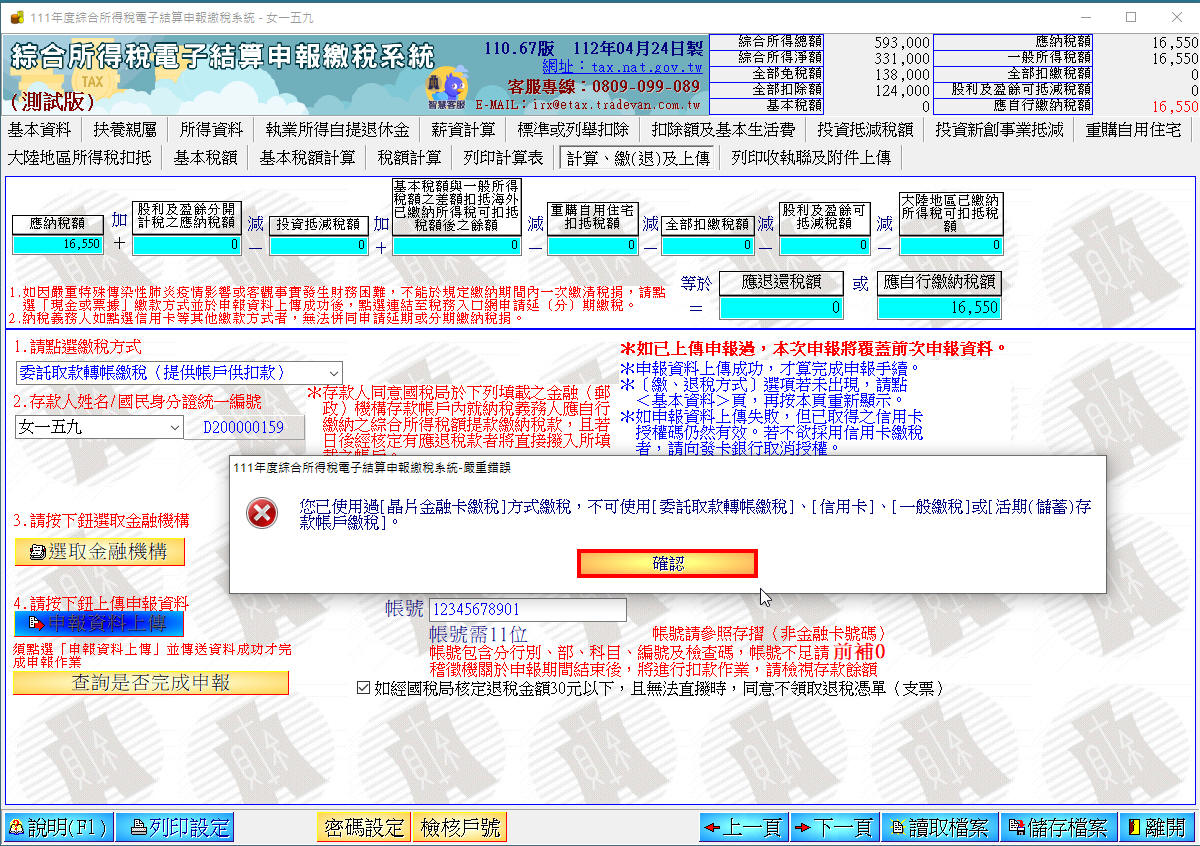 111年度綜合所得稅電子結算申報繳稅系統 - 女一五九
綜合所得稅電子結算申報繳稅系統
TAX
(測試版)
110.67版 112年04月24日製
網址：tax.nat.gov.tw
客服專線：0809-099-089
E-MAIL：irx@etax.tradevan.com.tw
智慧客服
綜合所得總額 593,000 應納稅額 16,550
綜合所得淨額 331,000 一般所得稅額 16,550
全部免稅額 138,000 全部扣繳稅額 0
全部扣除額 124,000 股利及盈餘可抵減稅額 0
基本稅額 0 應自行繳納稅額 16,550
基本資料 扶養親屬 所得資料 執業所得自提退休金 薪資計算 標準或列舉扣除 扣除額及基本生活費 投資抵減稅額 投資新創事業抵減 重購自用住宅
大陸地區所得稅扣抵 基本稅額 基本稅額計算 稅額計算 列印計算表 計算、繳(退)及上傳 列印收執聯及附件上傳
應納稅額
16,550
加
＋
股利及盈餘分開
計稅之應納稅額
0
減
－
投資抵減稅額
0
加
＋
基本稅額與一般所得
稅額之差額扣抵海外
已繳納所得稅可扣抵
稅額後之餘額
0
減
－
重購自用住宅
扣抵稅額
0
減
－
全部扣繳稅額
0
減
－
股利及盈餘可
抵減稅額
0
減
－
大陸地區已繳納
所得稅可扣抵稅
額
0
等於
＝
應退還稅額
0
或
應自行繳納稅額
16,550
1.如因嚴重特殊傳染性肺炎疫情影響或客觀事實發生財務困難，不能於規定繳納期間內一次繳清稅捐，請點
選「現金或票據」繳款方式並於申報資料上傳成功後，點選連結至稅務入口網申請延（分）期繳稅。
2.納稅義務人如點選信用卡等其他繳款方式者，無法併同申請延期或分期繳納稅捐。
1.請點選繳稅方式
委託取款轉帳繳稅（提供帳戶供扣款）
2.存款人姓名/國民身分證統一編號
女一五九 D200000159
※存款人同意國稅局於下列填載之金融（郵
政）機構存款帳戶內就納稅義務人應自行
繳納之綜合所得稅額提款繳納稅款，且若
日後經核定有應退稅款者將直接撥入所填
載之帳戶。
＊如已上傳申報過，本次申報將覆蓋前次申報資料。
＊申報資料上傳成功，才算完成申報手續。
＊〔繳、退稅方式〕選項若未出現，請點
＜基本資料＞頁，再按本頁重新顯示。
＊如申報資料上傳失敗，但已取得之信用卡
授權碼仍然有效。若不欲採用信用卡繳稅
者，請向發卡銀行取消授權。
111年度綜合所得稅電子結算申報繳稅系統-嚴重錯誤
您已使用過[晶片金融卡繳稅]方式繳稅，不可使用[委託取款轉帳繳稅]、[信用卡]、[一般繳稅]或[活期(儲蓄)存
款帳戶繳稅]。
確認
3.請按下鈕選取金融機構
選取金融機構
4.請按下鈕上傳申報資料
申報資料上傳
須點選「申報資料上傳」並傳送資料成功才完
成申報作業
查詢是否完成申報
帳號 12345678901
帳號需11位 帳號請參照存摺（非金融卡號碼）
帳號包含分行別、部、科目、編號及檢查碼，帳號不足請 前補0
稽徵機關於申報期間結束後，將進行扣款作業，請檢視存款餘額
如經國稅局核定退稅金額30元以下，且無法直撥時，同意不領取退稅憑單（支票）
說明(F1) 列印設定 密碼設定 檢核戶號 上一頁 下一頁 讀取檔案 儲存檔案 離開